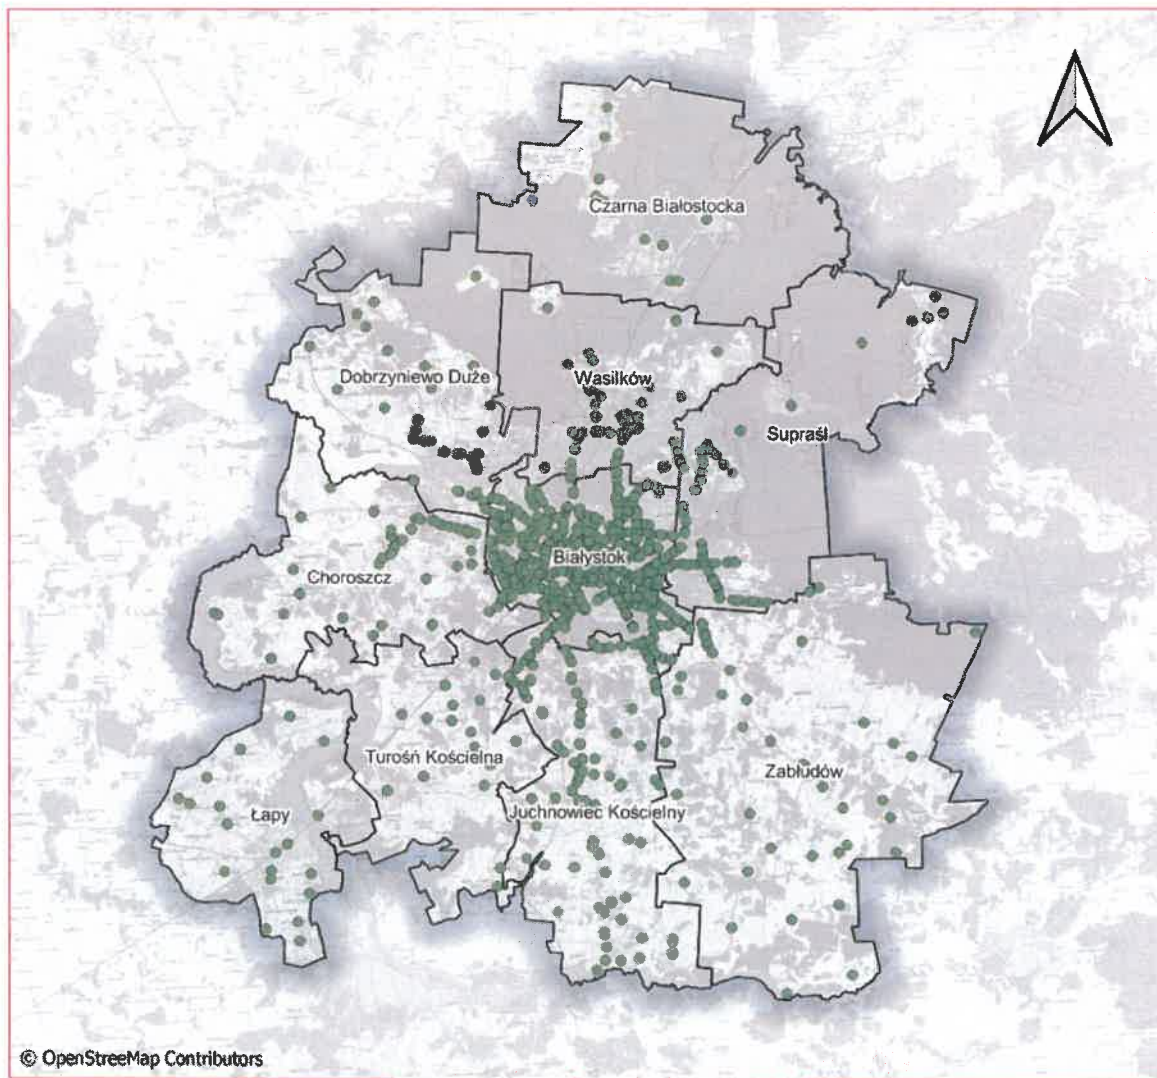 Czarna Białostocka
Dobrzyniewo Duże
Wasilków
Supraśl
Białystok
Choroszcz
Turośń Kościelna
Zabłudów
Łapy
Juchnowiec Kościelny
© OpenStreeMap Contributors